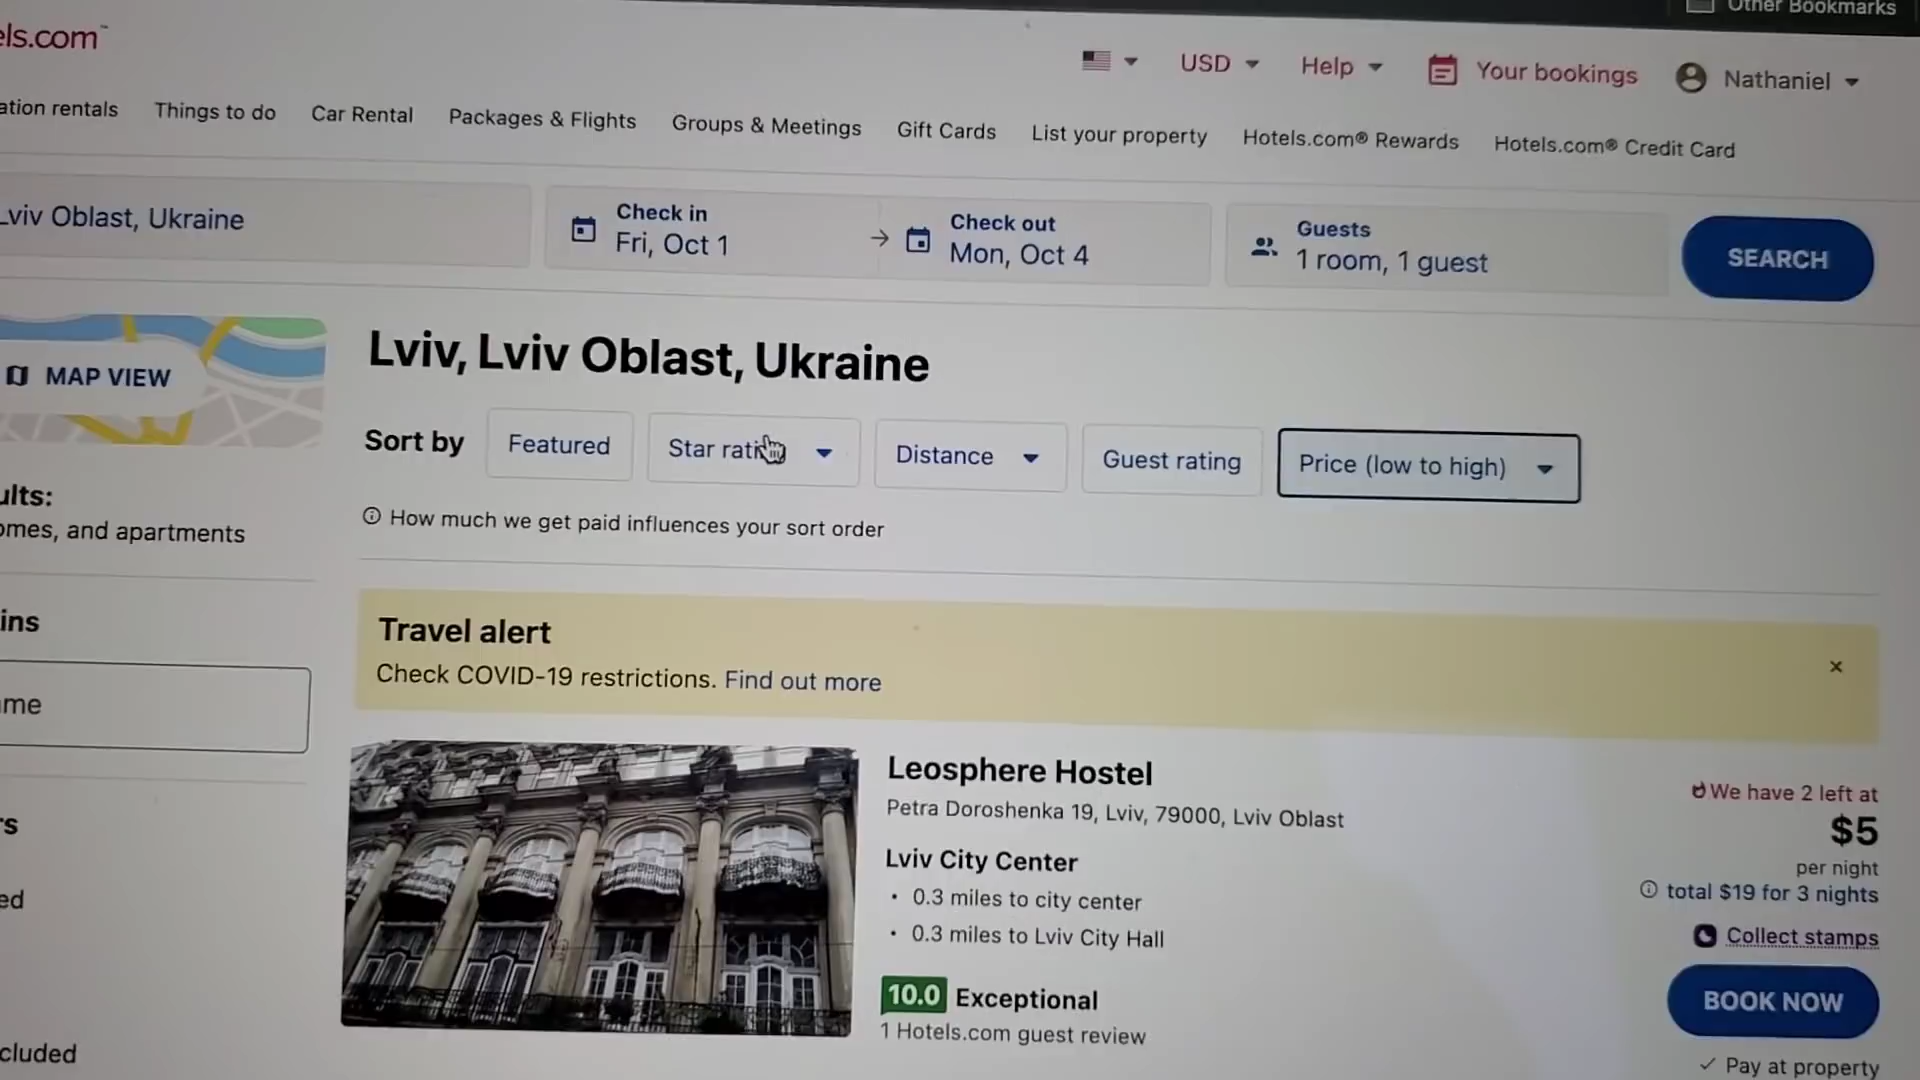 Other Bookmarks
els.com
USD
Help
Your bookings
Nathaniel
ation rentals
Things to do
Car Rental
Packages & Flights
Groups & Meetings
Gift Cards
List your property
Hotels.com® Rewards
Hotels.com® Credit Card
Lviv Oblast, Ukraine
Check in
Fri, Oct 1
Check out
Mon, Oct 4
Guests
1 room, 1 guest
SEARCH
MAP VIEW
Lviv, Lviv Oblast, Ukraine
Sort by
Featured
Star rati
Distance
Guest rating
Price (low to high)
ults:
omes, and apartments
How much we get paid influences your sort order
ins
me
Travel alert
Check COVID-19 restrictions. Find out more
×
Leosphere Hostel
Petra Doroshenka 19, Lviv, 79000, Lviv Oblast
Lviv City Center
• 0.3 miles to city center
• 0.3 miles to Lviv City Hall
10.0 Exceptional
1 Hotels.com guest review
We have 2 left at
$5
per night
total $19 for 3 nights
Collect stamps
BOOK NOW
✓ Pay at property
rs
ed
cluded